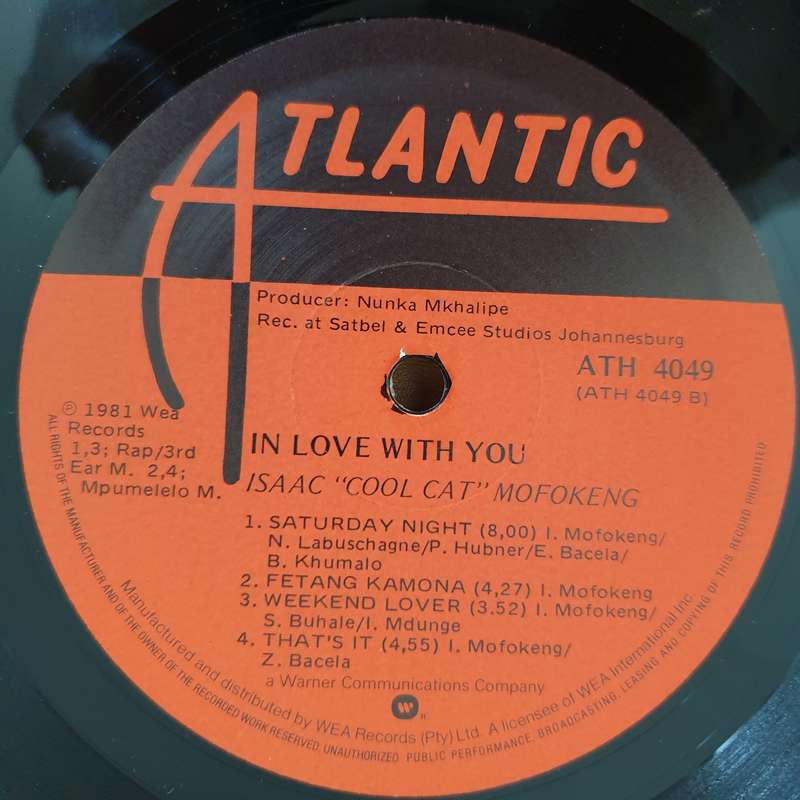 ATLANTIC
Producer: Nunka Mkhalipe
Rec. at Satbel & Emcee Studios Johannesburg
ATH 4049
(ATH 4049 B)
℗ 1981 Wea
Records
1,3; Rap/3rd
Ear M. 2,4;
Mpumelelo M.
IN LOVE WITH YOU
ISAAC "COOL CAT" MOFOKENG
1. SATURDAY NIGHT (8,00) I. Mofokeng/
N. Labuschagne/P. Hubner/E. Bacela/
B. Khumalo
2. FETANG KAMONA (4,27) I. Mofokeng
3. WEEKEND LOVER (3.52) I. Mofokeng/
S. Buhale/I. Mdunge
4. THAT'S IT (4,55) I. Mofokeng/
Z. Bacela
a Warner Communications Company
Manufactured and distributed by WEA Records (Pty) Ltd. A licensee of WEA International Inc.
ALL RIGHTS OF THE MANUFACTURER AND OF THE OWNER OF THE RECORDED WORK RESERVED. UNAUTHORIZED PUBLIC PERFORMANCE, BROADCASTING, LEASING AND COPYING OF THIS RECORD PROHIBITED